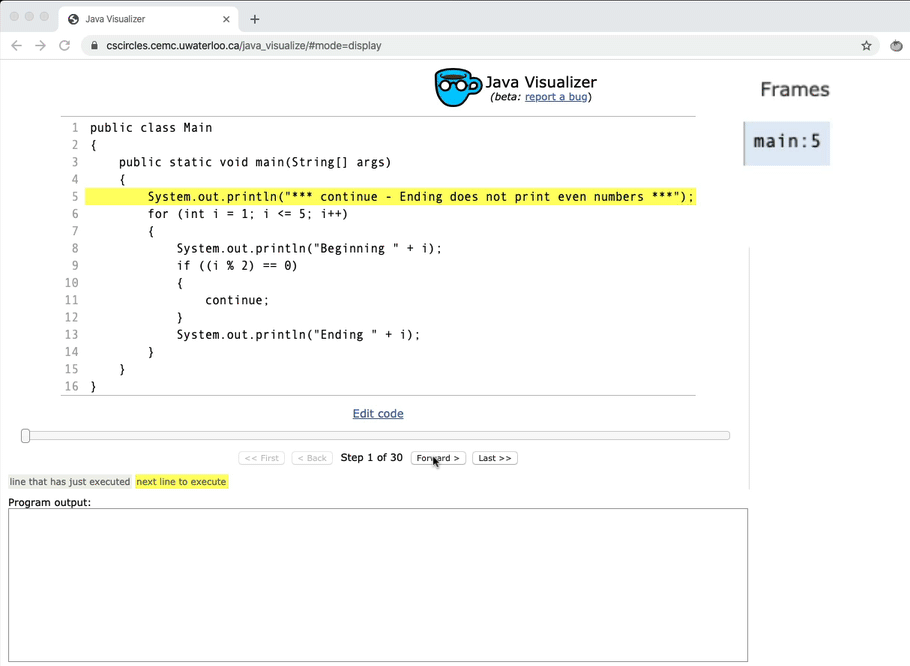 Java Visualizer
cscircles.cemc.uwaterloo.ca/java_visualize/#mode=display
Java Visualizer
(beta: report a bug)
Frames
main:5
1 public class Main
2 {
3     public static void main(String[] args)
4     {
5         System.out.println("*** continue - Ending does not print even numbers ***");
6         for (int i = 1; i <= 5; i++)
7         {
8             System.out.println("Beginning " + i);
9             if ((i % 2) == 0)
10             {
11                 continue;
12             }
13             System.out.println("Ending " + i);
14         }
15     }
16 }
Edit code
<< First < Back Step 1 of 30 Forward > Last >>
line that has just executed next line to execute
Program output: